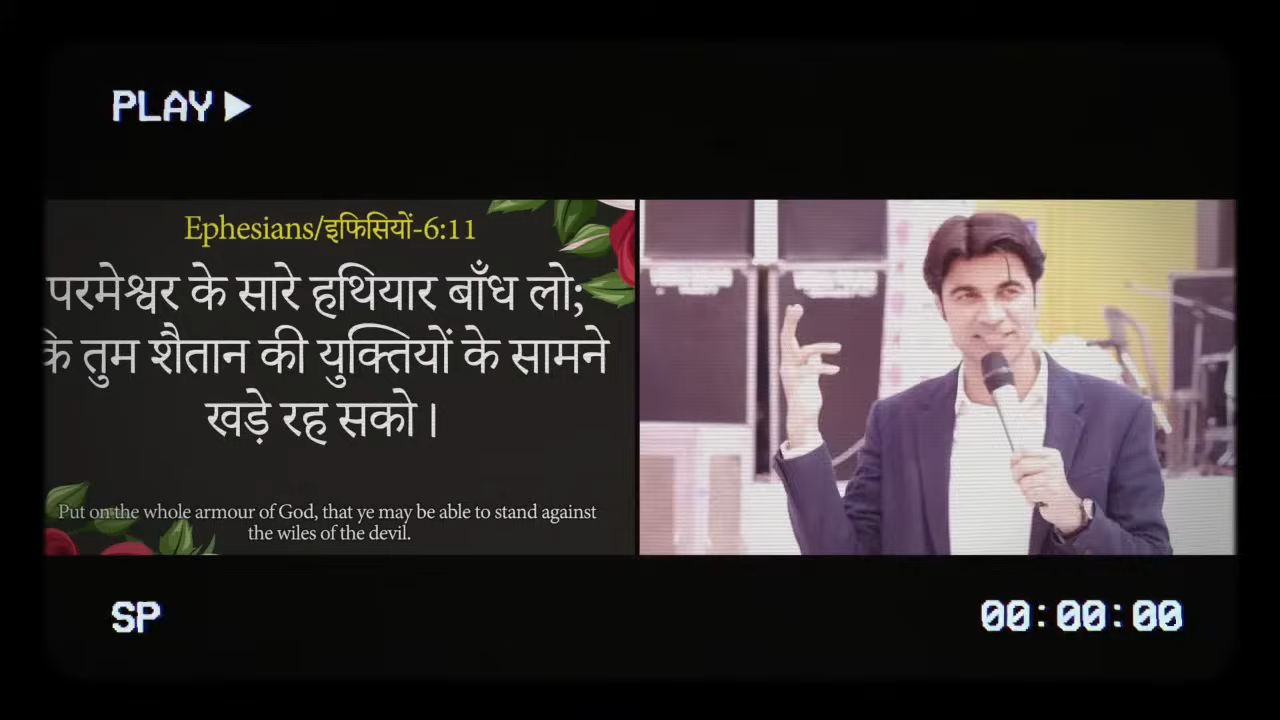 PLAY
Ephesians/इफिसियों-6:11
परमेश्वर के सारे हथियार बाँध लो;
कि तुम शैतान की युक्तियों के सामने
खड़े रह सको।
Put on the whole armour of God, that ye may be able to stand against
the wiles of the devil.
SP
00:00:00